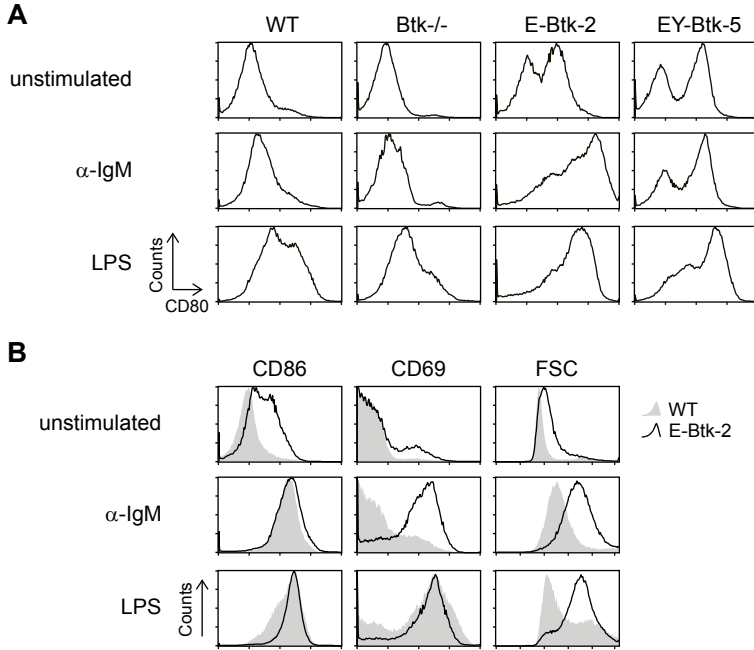 A
WT Btk-/- E-Btk-2 EY-Btk-5
unstimulated
α-IgM
LPS
Counts
CD80
B
CD86 CD69 FSC
unstimulated
WT
E-Btk-2
α-IgM
LPS
Counts